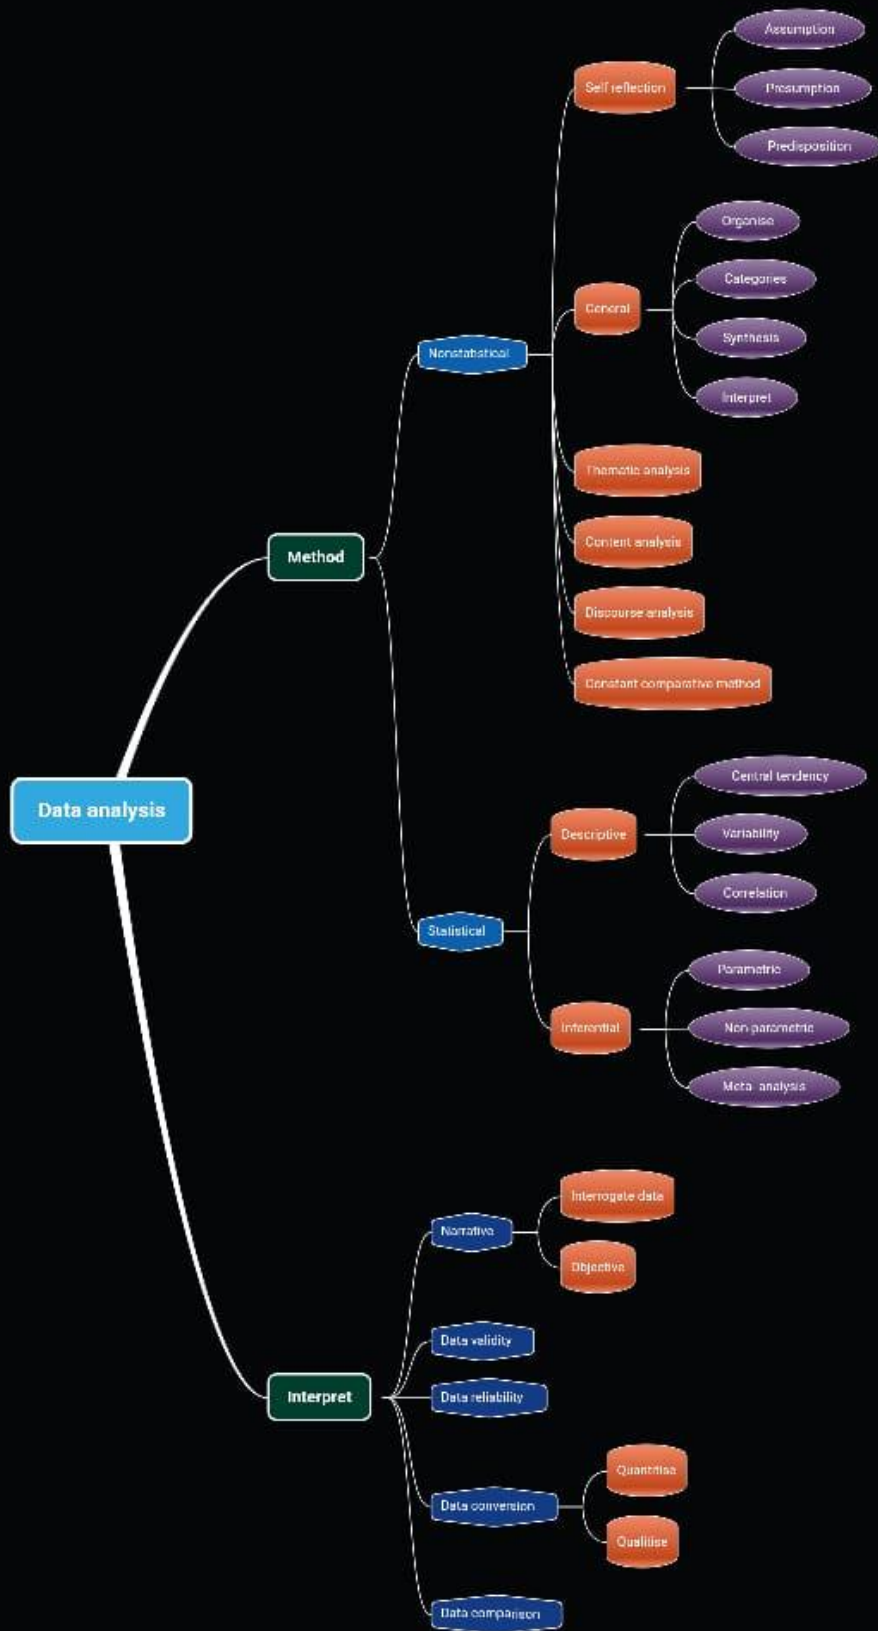 Data analysis
Method
Nonstatistical
Self reflection
Assumption
Presumption
Predisposition
General
Organise
Categories
Synthesis
Interpret
Thematic analysis
Content analysis
Discourse analysis
Constant comparative method
Statistical
Descriptive
Central tendency
Variability
Correlation
Inferential
Parametric
Non-parametric
Meta- analysis
Interpret
Narrative
Interrogate data
Objective
Data validity
Data reliability
Data conversion
Quantitise
Qualitise
Data comparison